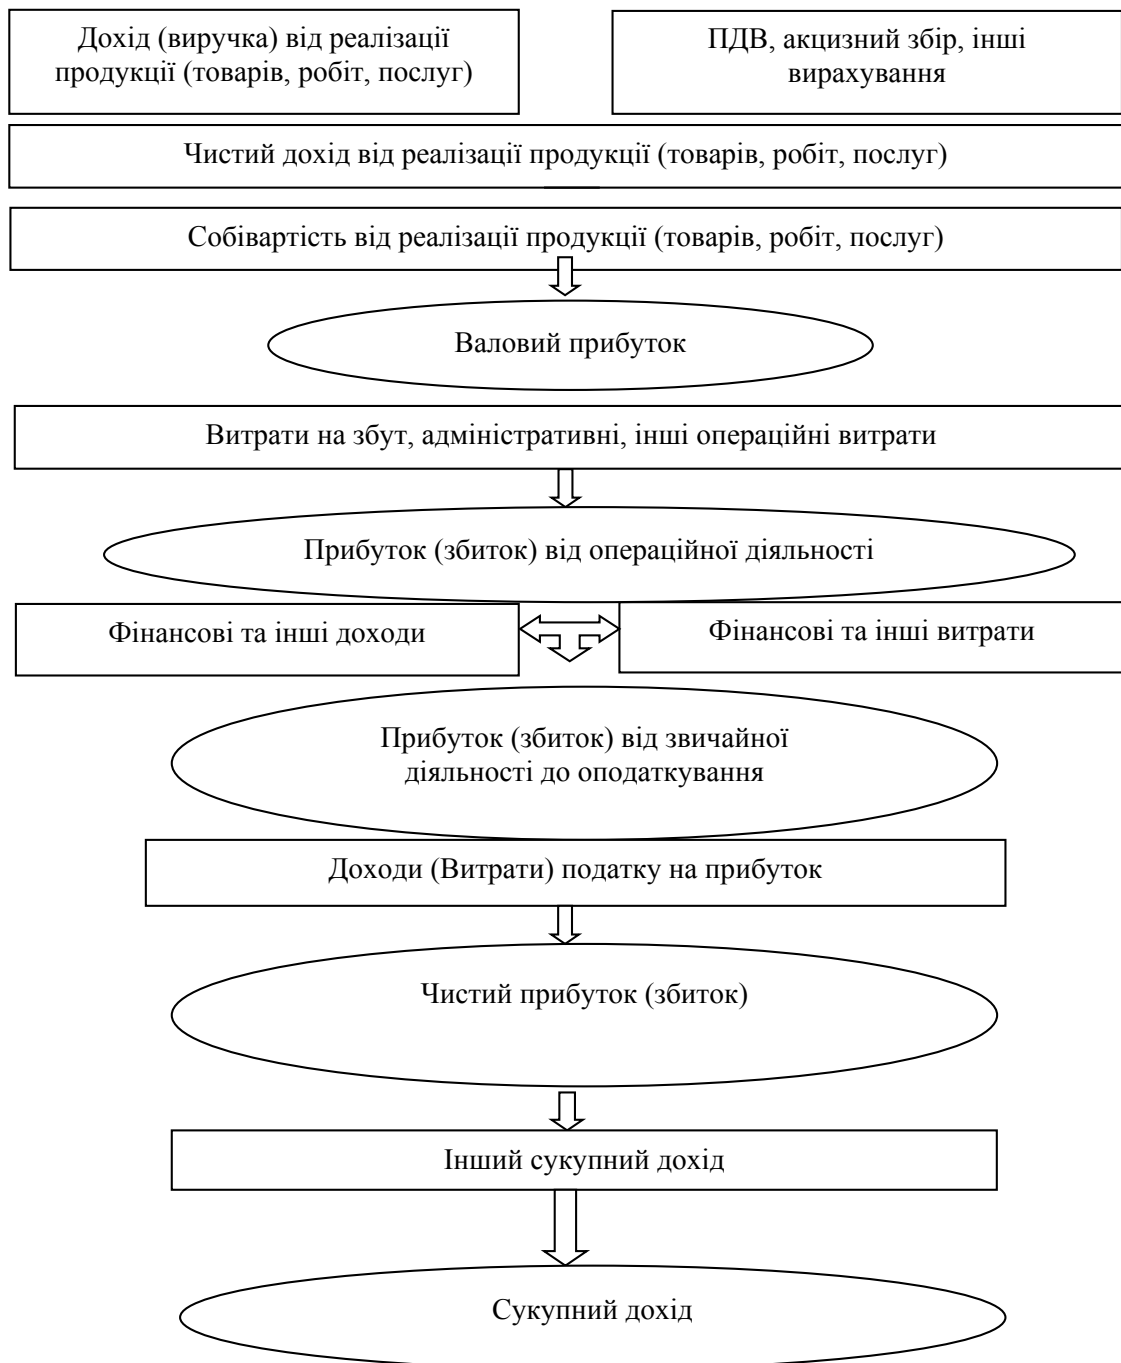 Дохід (виручка) від реалізації
продукції (товарів, робіт, послуг)
ПДВ, акцизний збір, інші
вирахування
Чистий дохід від реалізації продукції (товарів, робіт, послуг)
Собівартість від реалізації продукції (товарів, робіт, послуг)
Валовий прибуток
Витрати на збут, адміністративні, інші операційні витрати
Прибуток (збиток) від операційної діяльності
Фінансові та інші доходи
Фінансові та інші витрати
Прибуток (збиток) від звичайної
діяльності до оподаткування
Доходи (Витрати) податку на прибуток
Чистий прибуток (збиток)
Інший сукупний дохід
Сукупний дохід